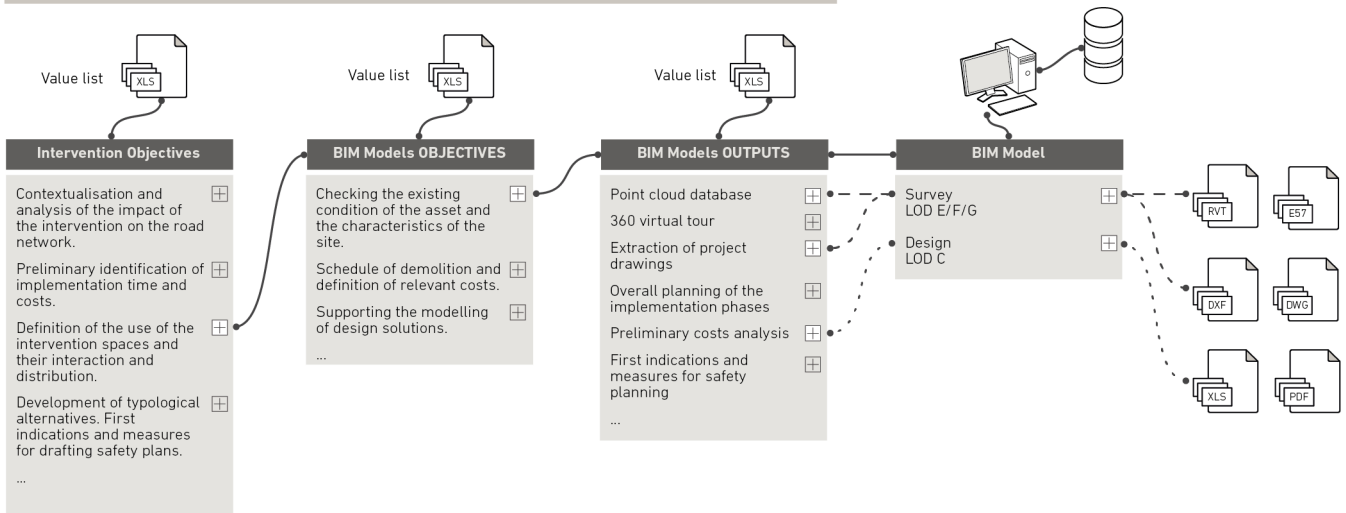 Value list
XLS
Value list
XLS
Value list
XLS
Intervention Objectives
Contextualisation and
analysis of the impact of
the intervention on the road
network.
Preliminary identification of
implementation time and
costs.
Definition of the use of the
intervention spaces and
their interaction and
distribution.
Development of typological
alternatives. First
indications and measures
for drafting safety plans.
...
BIM Models OBJECTIVES
Checking the existing
condition of the asset and
the characteristics of the
site.
Schedule of demolition and
definition of relevant costs.
Supporting the modelling
of design solutions.
...
BIM Models OUTPUTS
Point cloud database
360 virtual tour
Extraction of project
drawings
Overall planning of the
implementation phases
Preliminary costs analysis
First indications and
measures for safety
planning
...
BIM Model
Survey
LOD E/F/G
Design
LOD C
RVT
E57
DXF
DWG
XLS
PDF